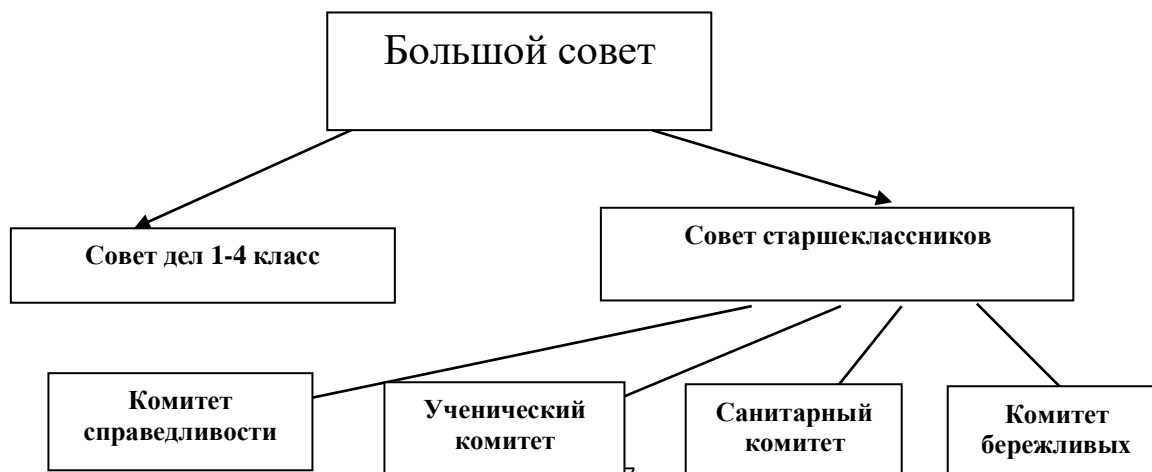 Большой совет
Совет дел 1-4 класс
Совет старшеклассников
Комитет
справедливости
Ученический
комитет
Санитарный
комитет
Комитет
бережливых